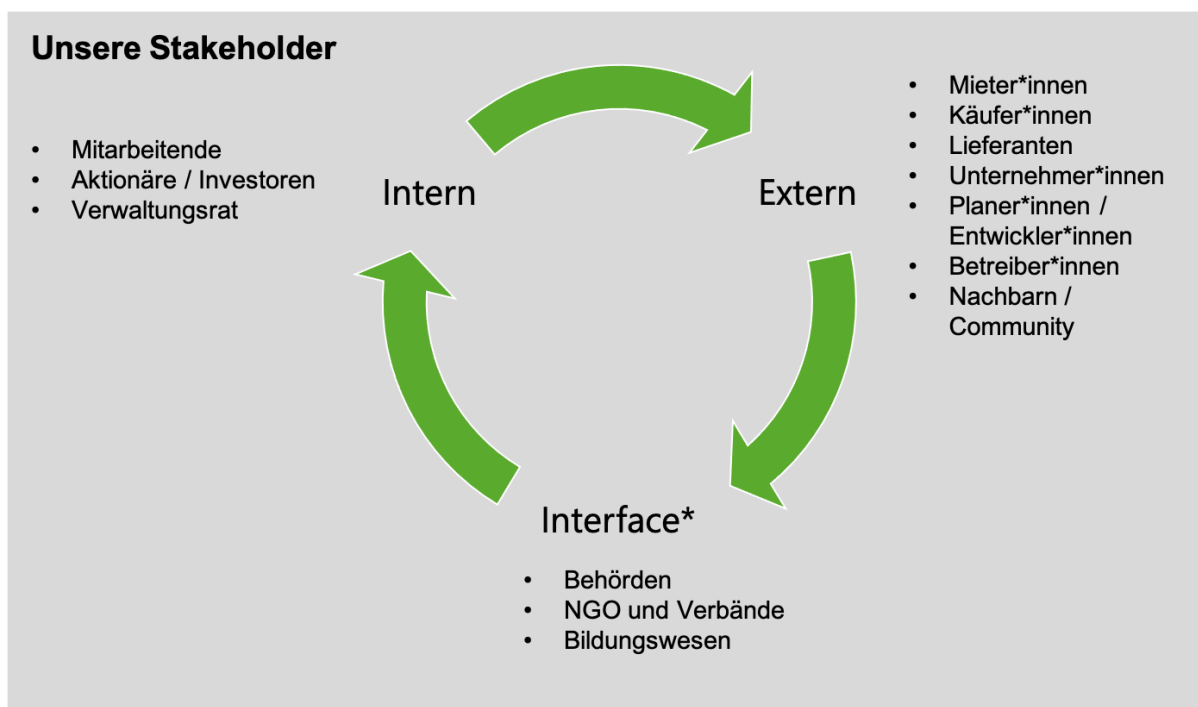 Unsere Stakeholder
• Mitarbeitende
• Aktionäre / Investoren
• Verwaltungsrat
Intern
Extern
• Mieter*innen
• Käufer*innen
• Lieferanten
• Unternehmer*innen
• Planer*innen /
Entwickler*innen
• Betreiber*innen
• Nachbarn /
Community
Interface*
• Behörden
• NGO und Verbände
• Bildungswesen